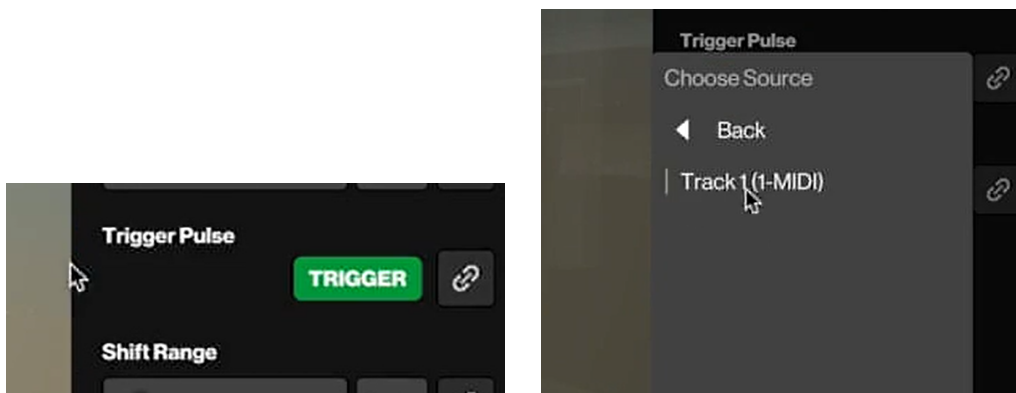 Trigger Pulse
TRIGGER
Shift Range
Trigger Pulse
Choose Source
Back
Track 1 (1-MIDI)